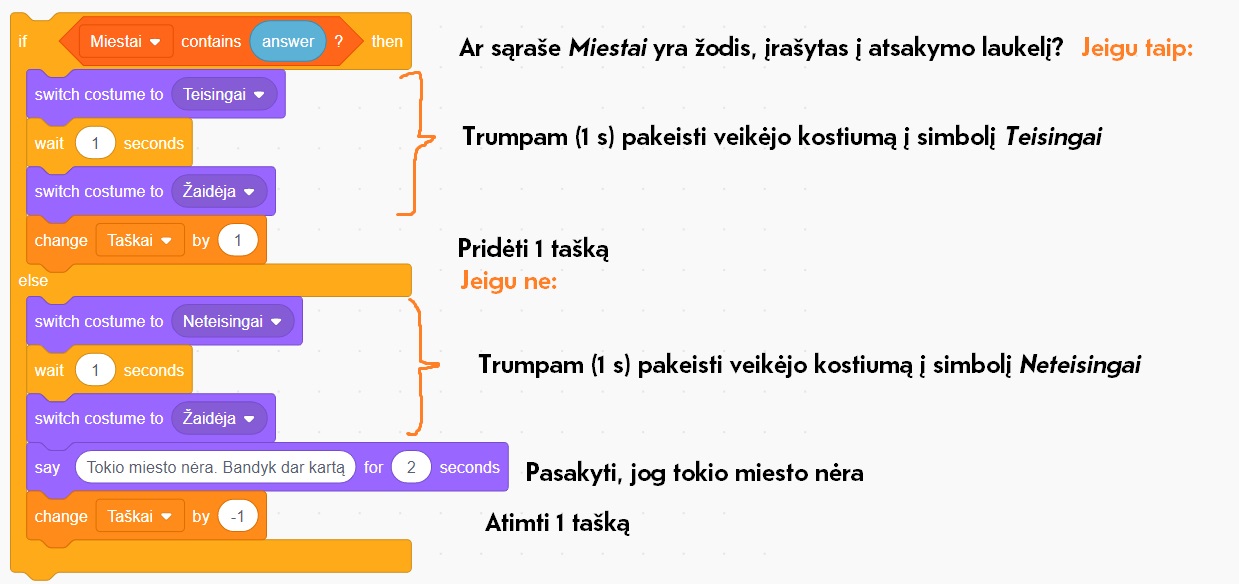 if Miestai contains answer ? then
Ar sąraše Miestai yra žodis, įrašytas į atsakymo laukelį? Jeigu taip:
switch costume to Teisingai
wait 1 seconds
Trumpam (1 s) pakeisti veikėjo kostiumą į simbolį Teisingai
switch costume to Žaidėja
change Taškai by 1
Pridėti 1 tašką
else
Jeigu ne:
switch costume to Neteisingai
wait 1 seconds
Trumpam (1 s) pakeisti veikėjo kostiumą į simbolį Neteisingai
switch costume to Žaidėja
say Tokio miesto nėra. Bandyk dar kartą for 2 seconds
Pasakyti, jog tokio miesto nėra
change Taškai by -1
Atimti 1 tašką